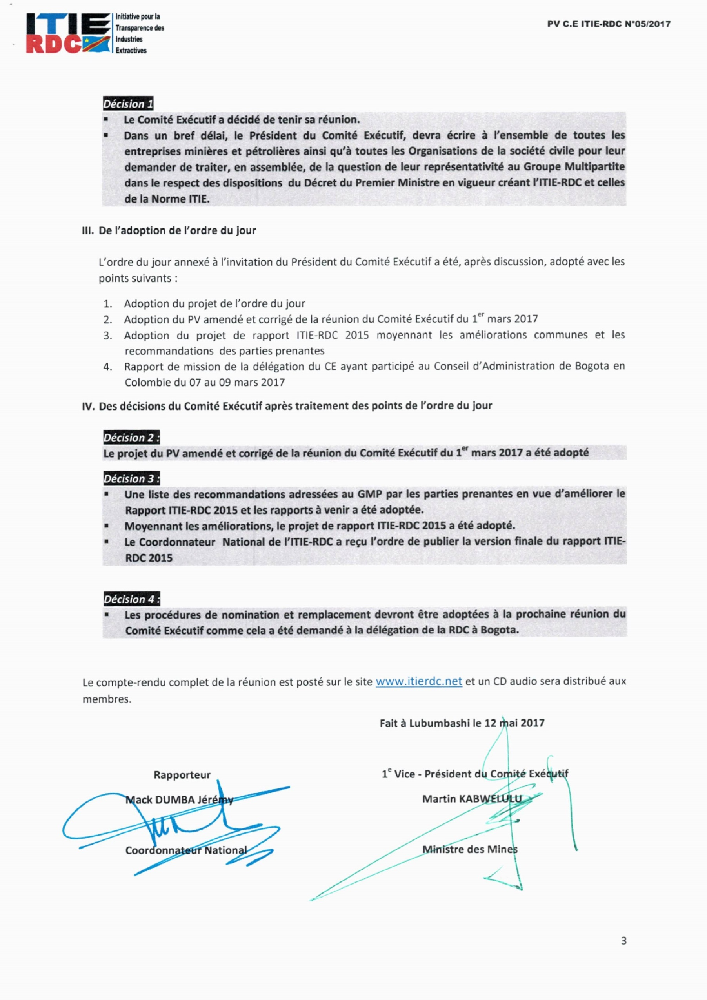 ITIE RDC
Initiative pour la
Transparence des
Industries
Extractives
PV C.E ITIE-RDC N°05/2017
Décision 1
▪ Le Comité Exécutif a décidé de tenir sa réunion.
▪ Dans un bref délai, le Président du Comité Exécutif, devra écrire à l'ensemble de toutes les
entreprises minières et pétrolières ainsi qu'à toutes les Organisations de la société civile pour leur
demander de traiter, en assemblée, de la question de leur représentativité au Groupe Multipartite
dans le respect des dispositions du Décret du Premier Ministre en vigueur créant l'ITIE-RDC et celles
de la Norme ITIE.
III. De l'adoption de l'ordre du jour
L'ordre du jour annexé à l'invitation du Président du Comité Exécutif a été, après discussion, adopté avec les
points suivants :
1. Adoption du projet de l'ordre du jour
2. Adoption du PV amendé et corrigé de la réunion du Comité Exécutif du 1er mars 2017
3. Adoption du projet de rapport ITIE-RDC 2015 moyennant les améliorations communes et les
recommandations des parties prenantes
4. Rapport de mission de la délégation du CE ayant participé au Conseil d'Administration de Bogota en
Colombie du 07 au 09 mars 2017
IV. Des décisions du Comité Exécutif après traitement des points de l'ordre du jour
Décision 2 :
Le projet du PV amendé et corrigé de la réunion du Comité Exécutif du 1er mars 2017 a été adopté
Décision 3 :
▪ Une liste des recommandations adressées au GMP par les parties prenantes en vue d'améliorer le
Rapport ITIE-RDC 2015 et les rapports à venir a été adoptée.
▪ Moyennant les améliorations, le projet de rapport ITIE-RDC 2015 a été adopté.
▪ Le Coordonnateur National de l'ITIE-RDC a reçu l'ordre de publier la version finale du rapport ITIE-
RDC 2015
Décision 4 :
▪ Les procédures de nomination et remplacement devront être adoptées à la prochaine réunion du
Comité Exécutif comme cela a été demandé à la délégation de la RDC à Bogota.
Le compte-rendu complet de la réunion est posté sur le site www.itierdc.net et un CD audio sera distribué aux
membres.
Fait à Lubumbashi le 12 mai 2017
Rapporteur
1e Vice - Président du Comité Exécutif
Mack DUMBA Jérémy
Martin KABWELULU
Coordonnateur National
Ministre des Mines
3